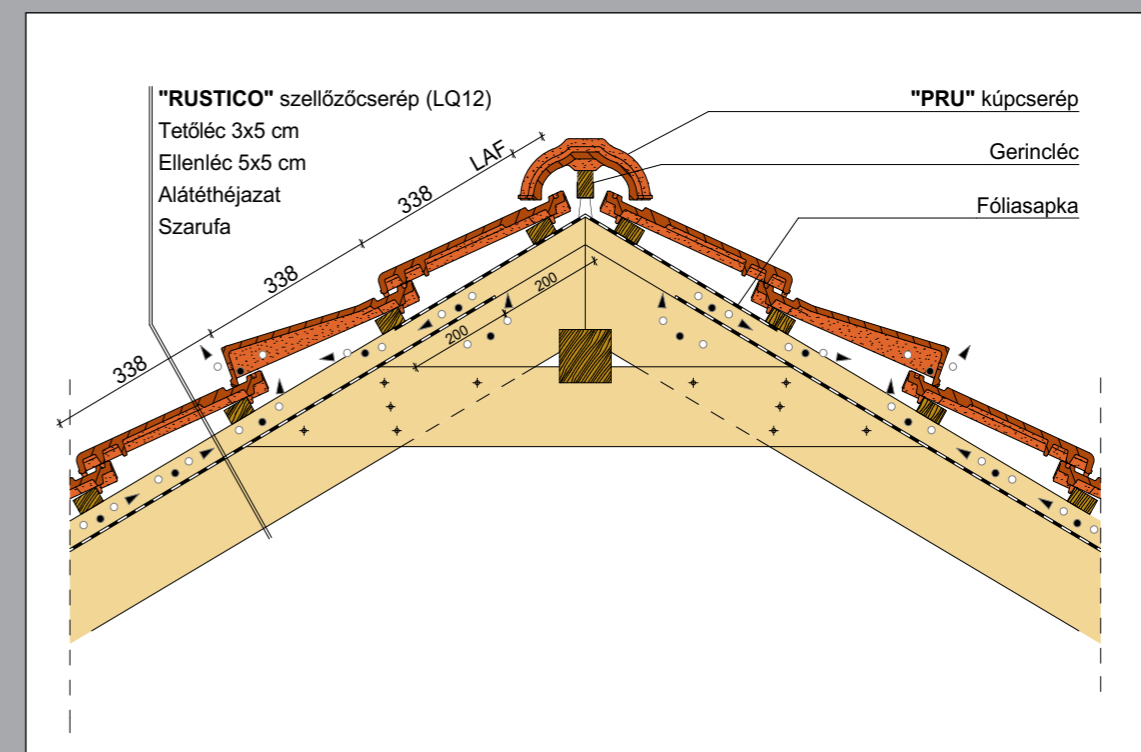 "RUSTICO" szellőzőcserép (LQ12)
Tetőléc 3x5 cm
Ellenléc 5x5 cm
Alátéthéjazat
Szarufa
"PRU" kúpcserép
Gerincléc
Fóliasapka
LAF
338
338
338
200
200